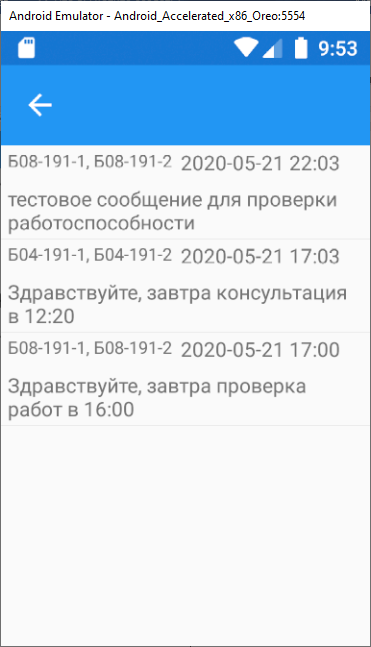 Android Emulator - Android_Accelerated_x86_Oreo:5554
9:53
Б08-191-1, Б08-191-2 2020-05-21 22:03
тестовое сообщение для проверки
работоспособности
Б04-191-1, Б04-191-2 2020-05-21 17:03
Здравствуйте, завтра консультация
в 12:20
Б08-191-1, Б08-191-2 2020-05-21 17:00
Здравствуйте, завтра проверка
работ в 16:00